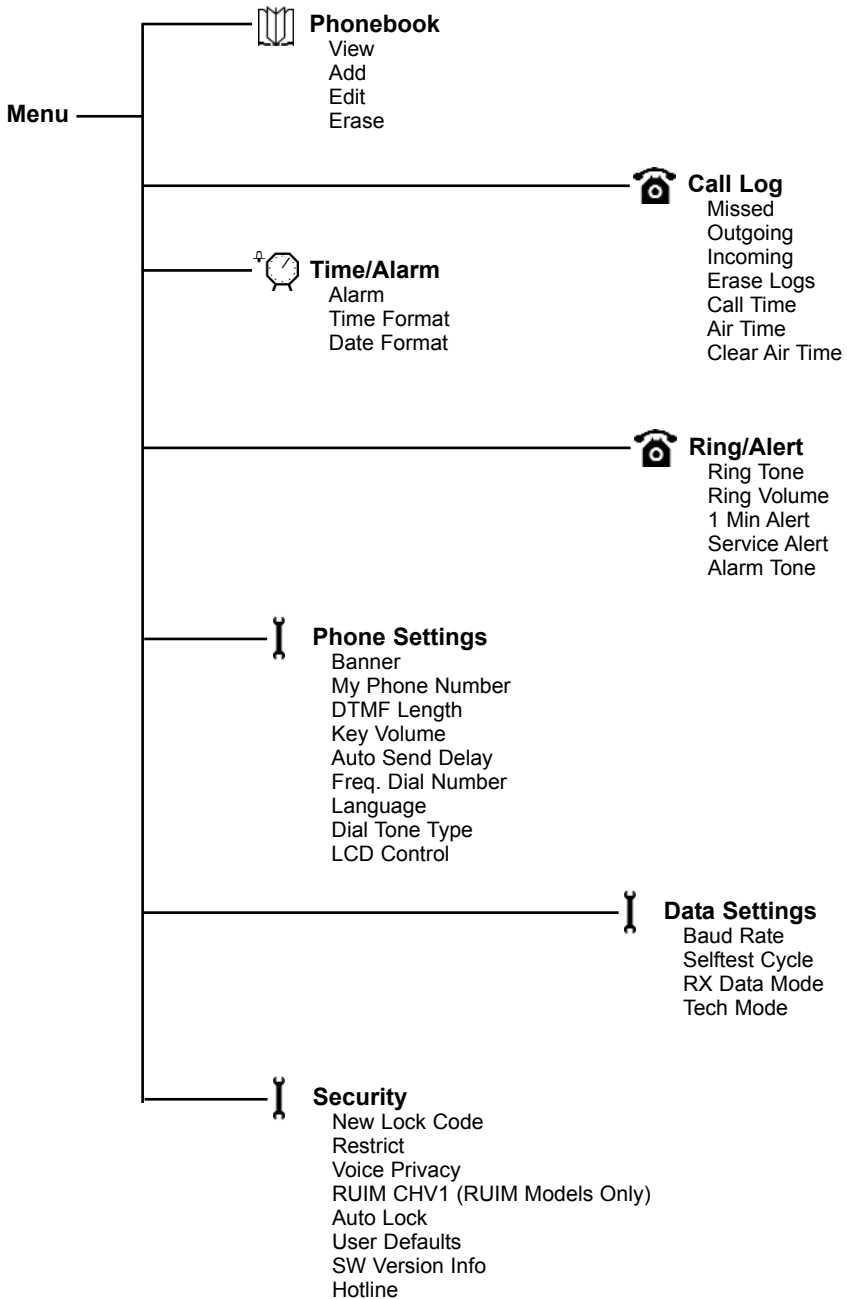 Menu
Phonebook
View
Add
Edit
Erase
Call Log
Missed
Outgoing
Incoming
Erase Logs
Call Time
Air Time
Clear Air Time
Time/Alarm
Alarm
Time Format
Date Format
Ring/Alert
Ring Tone
Ring Volume
1 Min Alert
Service Alert
Alarm Tone
Phone Settings
Banner
My Phone Number
DTMF Length
Key Volume
Auto Send Delay
Freq. Dial Number
Language
Dial Tone Type
LCD Control
Data Settings
Baud Rate
Selftest Cycle
RX Data Mode
Tech Mode
Security
New Lock Code
Restrict
Voice Privacy
RUIM CHV1 (RUIM Models Only)
Auto Lock
User Defaults
SW Version Info
Hotline